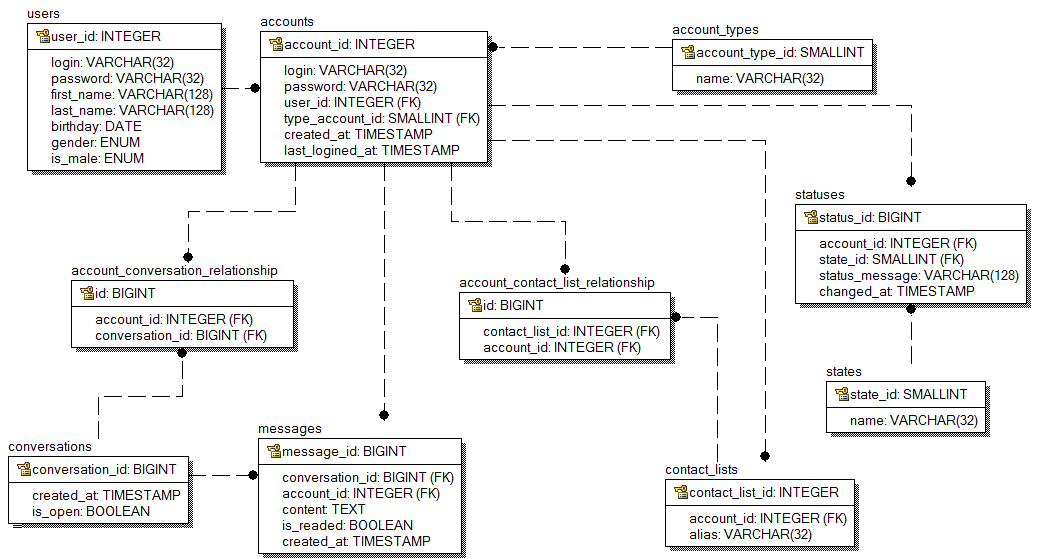 users
user_id: INTEGER
login: VARCHAR(32)
password: VARCHAR(32)
first_name: VARCHAR(128)
last_name: VARCHAR(128)
birthday: DATE
gender: ENUM
is_male: ENUM
accounts
account_id: INTEGER
login: VARCHAR(32)
password: VARCHAR(32)
user_id: INTEGER (FK)
type_account_id: SMALLINT (FK)
created_at: TIMESTAMP
last_logined_at: TIMESTAMP
account_types
account_type_id: SMALLINT
name: VARCHAR(32)
statuses
status_id: BIGINT
account_id: INTEGER (FK)
state_id: SMALLINT (FK)
status_message: VARCHAR(128)
changed_at: TIMESTAMP
account_conversation_relationship
id: BIGINT
account_id: INTEGER (FK)
conversation_id: BIGINT (FK)
account_contact_list_relationship
id: BIGINT
contact_list_id: INTEGER (FK)
account_id: INTEGER (FK)
states
state_id: SMALLINT
name: VARCHAR(32)
conversations
conversation_id: BIGINT
created_at: TIMESTAMP
is_open: BOOLEAN
messages
message_id: BIGINT
conversation_id: BIGINT (FK)
account_id: INTEGER (FK)
content: TEXT
is_readed: BOOLEAN
created_at: TIMESTAMP
contact_lists
contact_list_id: INTEGER
account_id: INTEGER (FK)
alias: VARCHAR(32)